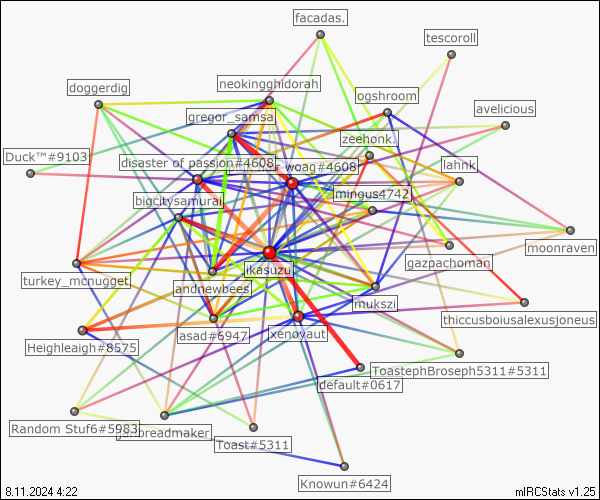 facadas.
tescoroll
neokingghidorah
doggerdig
ogshroom
avelicious
gregor_samsa
zeehonk.
Duck™#9103
disaster of passion#4608
woag#4608
lahnk
mingus4742
bigcitysamurai
moonraven
gazpachoman
ikasuzu
turkey_mcnugget
andnewbees
mukszi
thiccusboiusalexusjoneus
asad#6947
xenovaut
Heighleaigh#8575
ToastephBroseph5311#5311
default#0617
Random Stuf6#5983
breadmaker
Toast#5311
Knowun#6424
8.11.2024 4:22
mIRCStats v1.25